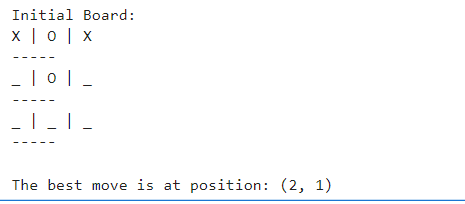 Initial Board:
X | O | X
-----
_ | O | _
-----
_ | _ | _
-----
The best move is at position: (2, 1)